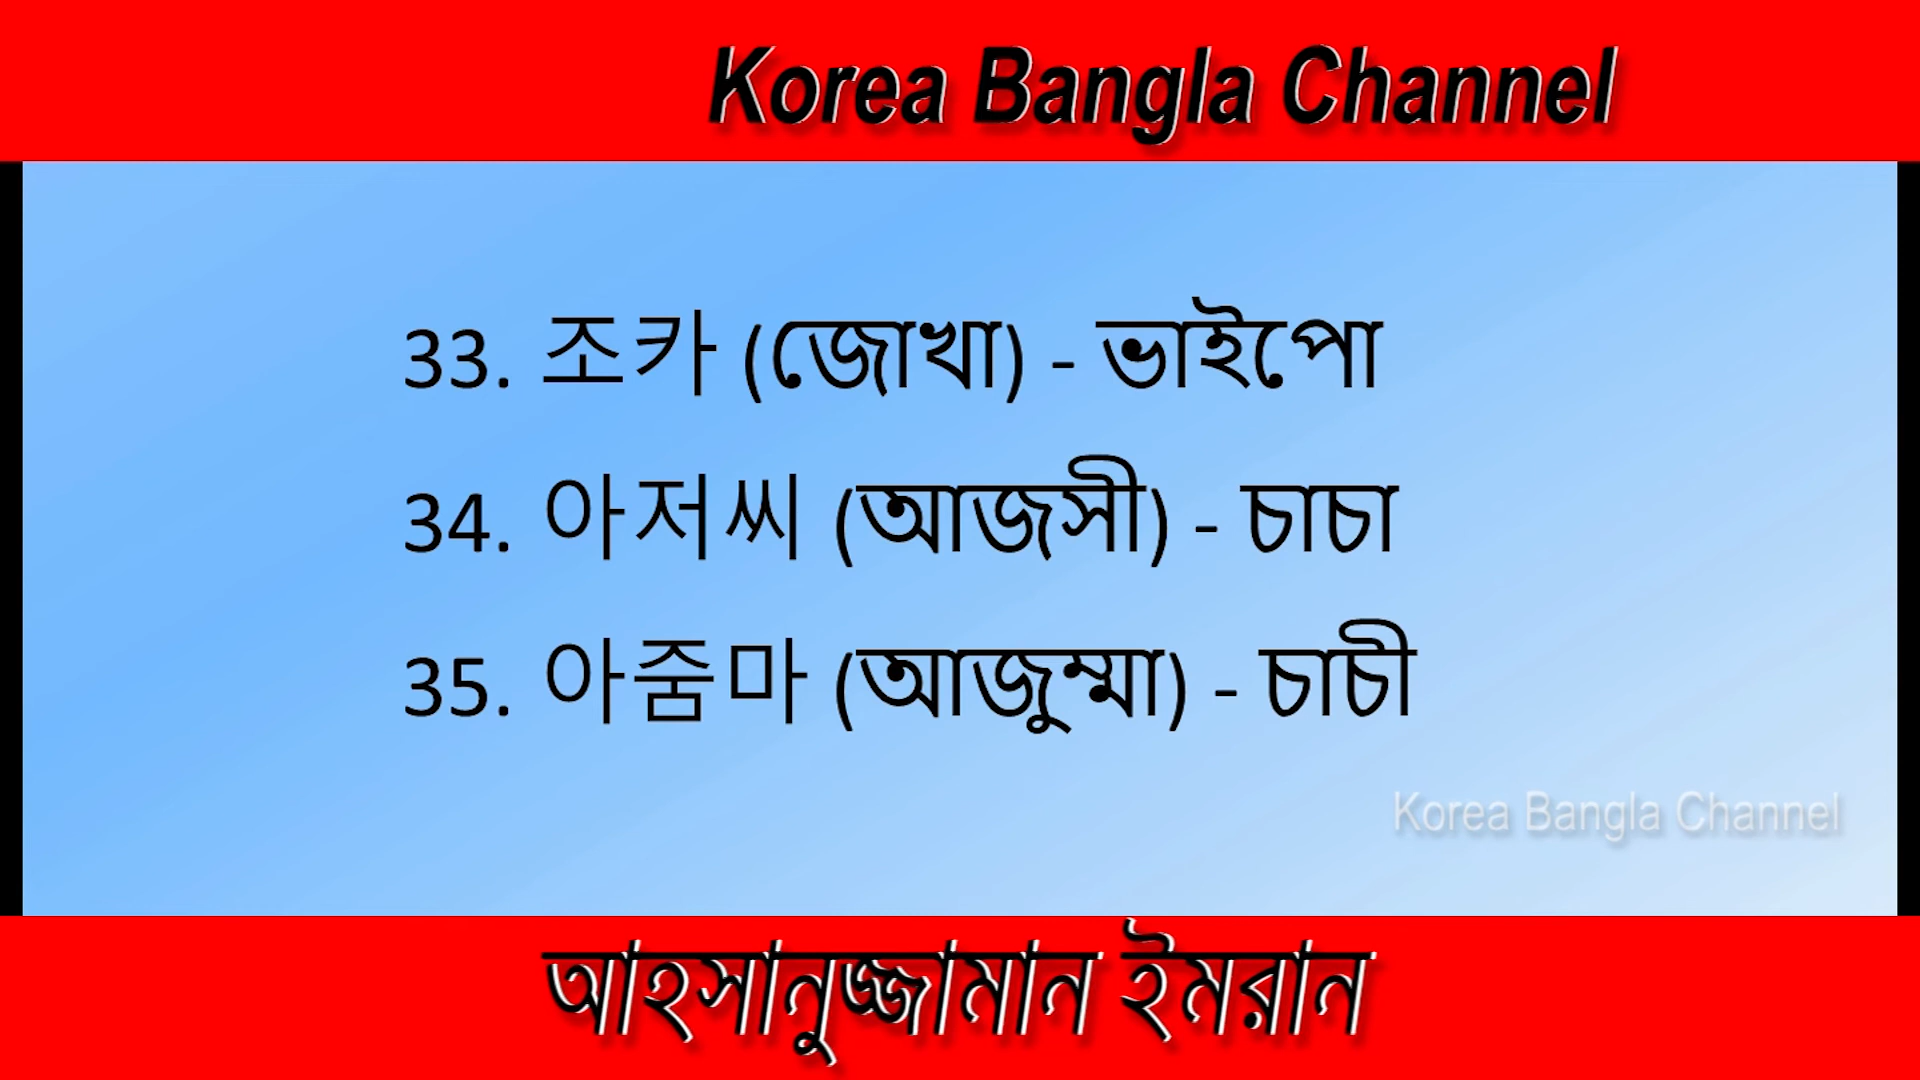 Korea Bangla Channel
33. 조카 (জোখা) - ভাইপো
34. 아저씨 (আজসী) - চাচা
35. 아줌마 (আজুম্মা) - চাচী
Korea Bangla Channel
আহসানুজ্জামান ইমরান